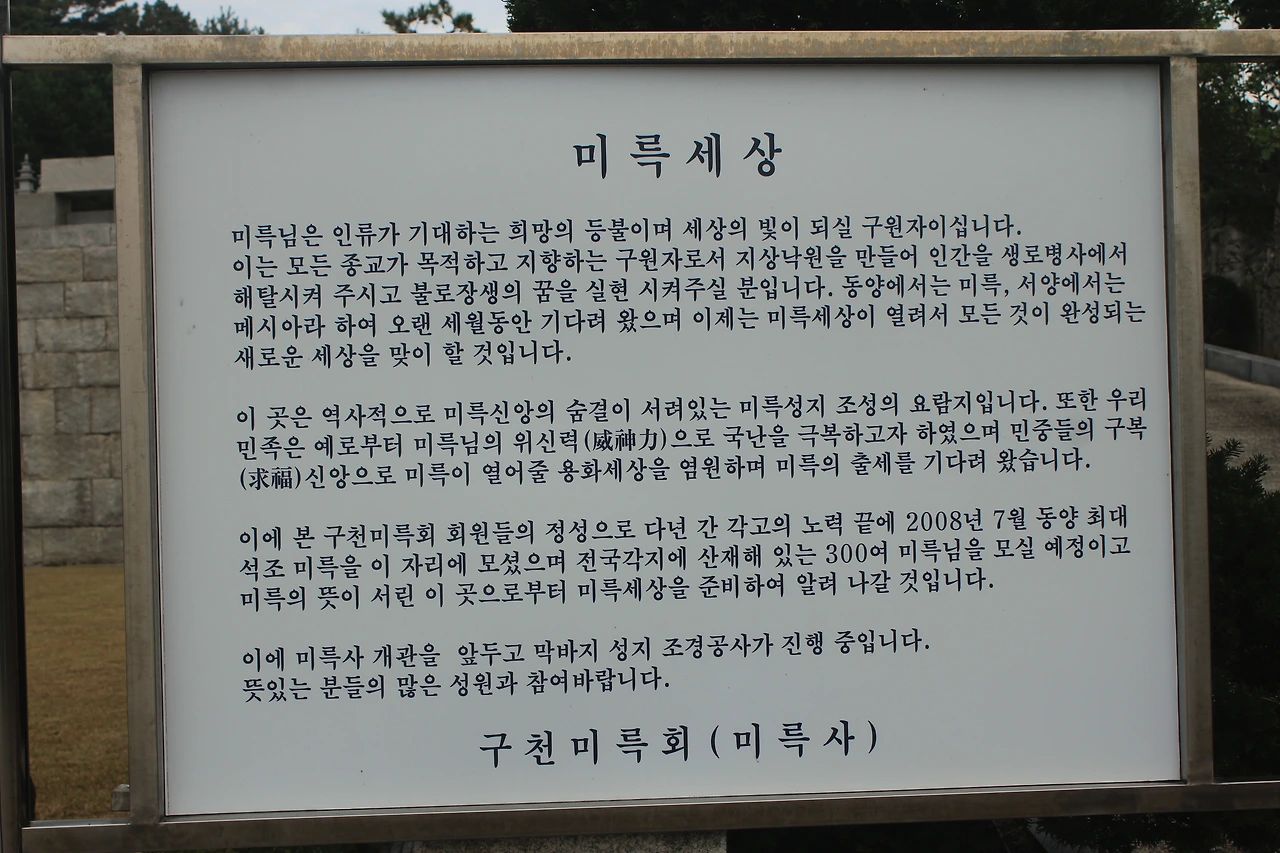 미륵세상
미륵님은 인류가 기대하는 희망의 등불이며 세상의 빛이 되실 구원자이십니다.
이는 모든 종교가 목적하고 지향하는 구원자로서 지상낙원을 만들어 인간을 생로병사에서
해탈시켜 주시고 불로장생의 꿈을 실현 시켜주실 분입니다. 동양에서는 미륵, 서양에서는
메시아라 하여 오랜 세월동안 기다려 왔으며 이제는 미륵세상이 열려서 모든 것이 완성되는
새로운 세상을 맞이 할 것입니다.
이 곳은 역사적으로 미륵신앙의 숨결이 서려있는 미륵성지 조성의 요람지입니다. 또한 우리
민족은 예로부터 미륵님의 위신력(威神力)으로 국난을 극복하고자 하였으며 민중들의 구복
(求福)신앙으로 미륵이 열어줄 용화세상을 염원하며 미륵의 출세를 기다려 왔습니다.
이에 본 구천미륵회 회원들의 정성으로 다년 간 각고의 노력 끝에 2008년 7월 동양 최대
석조 미륵을 이 자리에 모셨으며 전국각지에 산재해 있는 300여 미륵님을 모실 예정이고
미륵의 뜻이 서린 이 곳으로부터 미륵세상을 준비하여 알려 나갈 것입니다.
이에 미륵사 개관을 앞두고 막바지 성지 조경공사가 진행 중입니다.
뜻있는 분들의 많은 성원과 참여바랍니다.
구천미륵회(미륵사)